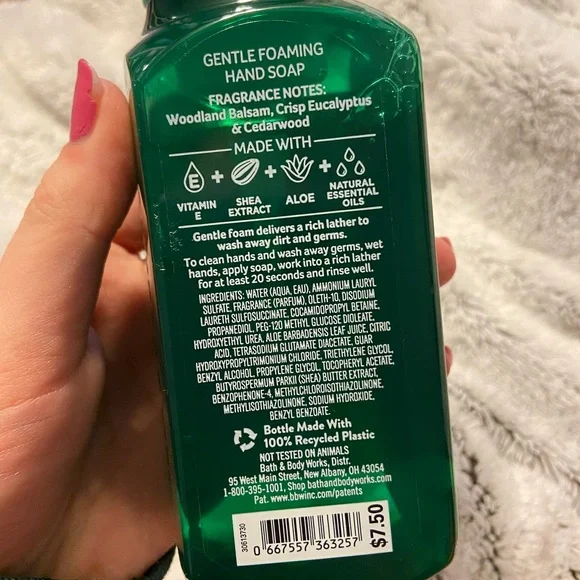 GENTLE FOAMING
HAND SOAP
FRAGRANCE NOTES:
Woodland Balsam, Crisp Eucalyptus
& Cedarwood
MADE WITH
E + + +
VITAMIN E SHEA EXTRACT ALOE NATURAL ESSENTIAL OILS
Gentle foam delivers a rich lather to
wash away dirt and germs.
To clean hands and wash away germs, wet
hands, apply soap, work into a rich lather
for at least 20 seconds and rinse well.
INGREDIENTS: WATER (AQUA, EAU), AMMONIUM LAURYL
SULFATE, FRAGRANCE (PARFUM), OLETH-10, DISODIUM
LAURETH SULFOSUCCINATE, COCAMIDOPROPYL BETAINE,
PROPANEDIOL, PEG-120 METHYL GLUCOSE DIOLEATE,
HYDROXYETHYL UREA, ALOE BARBADENSIS LEAF JUICE, CITRIC
ACID, TETRASODIUM GLUTAMATE DIACETATE, GUAR
HYDROXYPROPYLTRIMONIUM CHLORIDE, TRIETHYLENE GLYCOL,
BENZYL ALCOHOL, PROPYLENE GLYCOL, TOCOPHERYL ACETATE,
BUTYROSPERMUM PARKII (SHEA) BUTTER EXTRACT,
BENZOPHENONE-4, METHYLCHLOROISOTHIAZOLINONE,
METHYLISOTHIAZOLINONE, SODIUM HYDROXIDE,
BENZYL BENZOATE.
Bottle Made With
100% Recycled Plastic
NOT TESTED ON ANIMALS
Bath & Body Works, Distr.
95 West Main Street, New Albany, OH 43054
1-800-395-1001, Shop bathandbodyworks.com
Pat. www.bbwinc.com/patents
30613730
0 667557 363257
$7.50